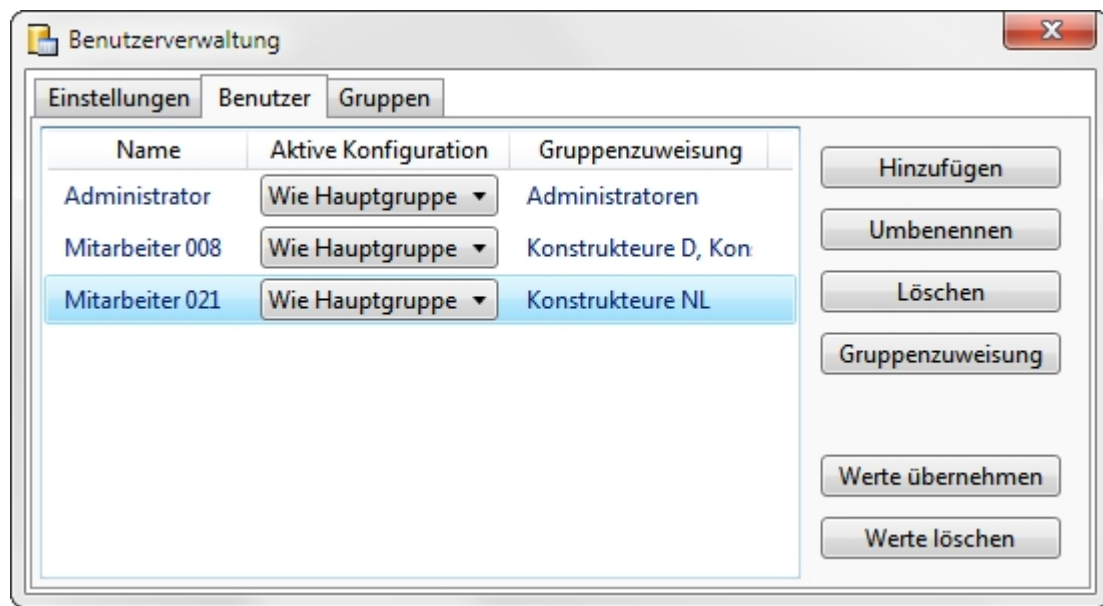 Benutzerverwaltung
Einstellungen Benutzer Gruppen
Name Aktive Konfiguration Gruppenzuweisung
Administrator Wie Hauptgruppe Administratoren
Mitarbeiter 008 Wie Hauptgruppe Konstrukteure D, Kon
Mitarbeiter 021 Wie Hauptgruppe Konstrukteure NL
Hinzufügen
Umbenennen
Löschen
Gruppenzuweisung
Werte übernehmen
Werte löschen